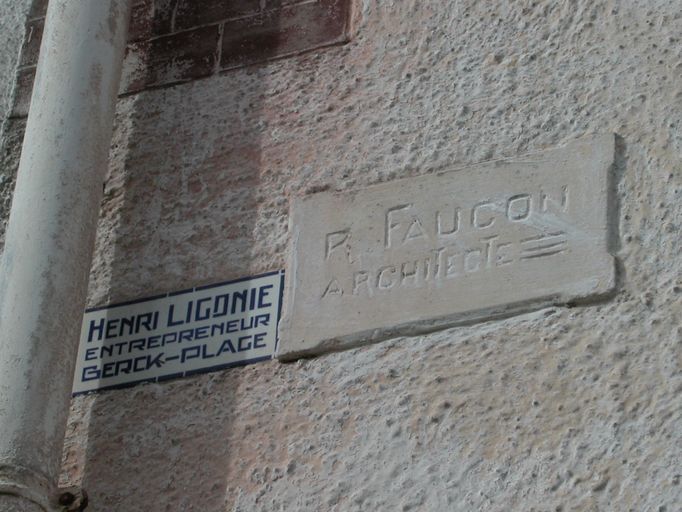 HENRI LIGONIE
ENTREPRENEUR
BERCK-PLAGE
P. FAUCON
ARCHITECTE